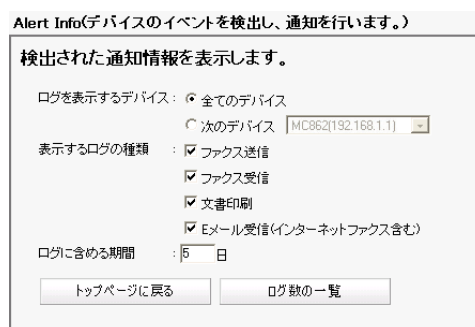 Alert Info(デバイスのイベントを検出し、通知を行います。)
検出された通知情報を表示します。
ログを表示するデバイス : 全てのデバイス
次のデバイス MC862(192.168.1.1)
表示するログの種類 : ファクス送信
ファクス受信
文書印刷
Eメール受信(インターネットファクス含む)
ログに含める期間 : 5 日
トップページに戻る ログ数の一覧